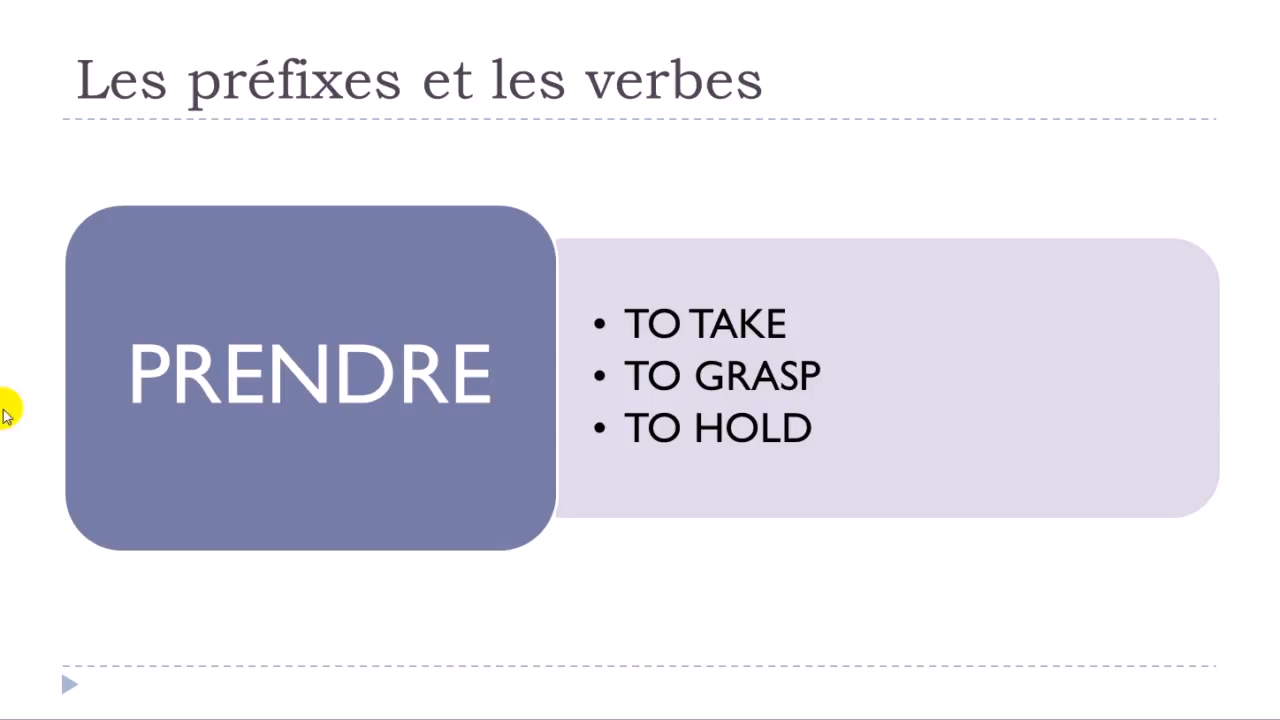 Les préfixes et les verbes
PRENDRE
• TO TAKE
• TO GRASP
• TO HOLD